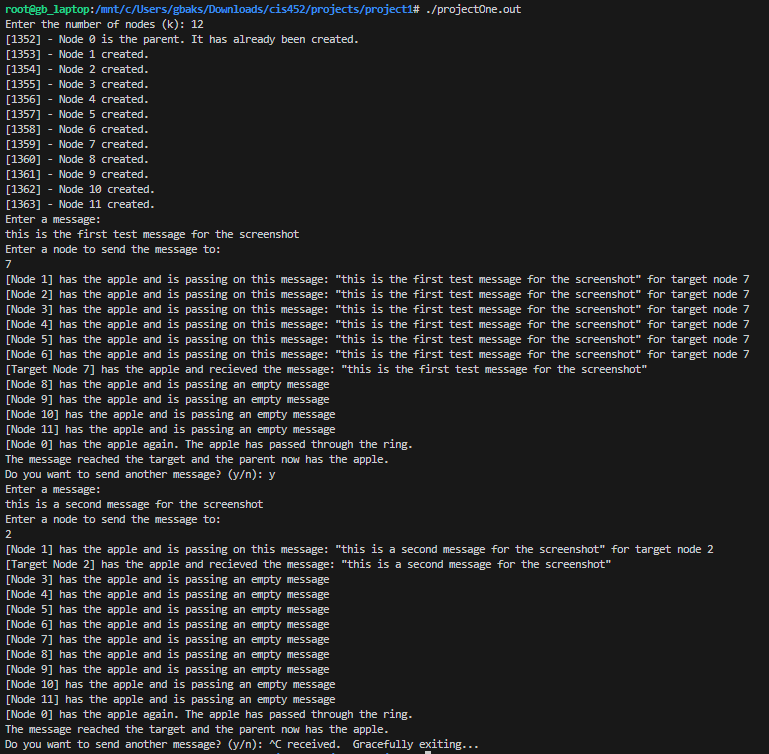 root@gb_laptop:/mnt/c/Users/gbaks/Downloads/cis452/projects/project1# ./projectOne.out
Enter the number of nodes (k): 12
[1352] - Node 0 is the parent. It has already been created.
[1353] - Node 1 created.
[1354] - Node 2 created.
[1355] - Node 3 created.
[1356] - Node 4 created.
[1357] - Node 5 created.
[1358] - Node 6 created.
[1359] - Node 7 created.
[1360] - Node 8 created.
[1361] - Node 9 created.
[1362] - Node 10 created.
[1363] - Node 11 created.
Enter a message:
this is the first test message for the screenshot
Enter a node to send the message to:
7
[Node 1] has the apple and is passing on this message: "this is the first test message for the screenshot" for target node 7
[Node 2] has the apple and is passing on this message: "this is the first test message for the screenshot" for target node 7
[Node 3] has the apple and is passing on this message: "this is the first test message for the screenshot" for target node 7
[Node 4] has the apple and is passing on this message: "this is the first test message for the screenshot" for target node 7
[Node 5] has the apple and is passing on this message: "this is the first test message for the screenshot" for target node 7
[Node 6] has the apple and is passing on this message: "this is the first test message for the screenshot" for target node 7
[Target Node 7] has the apple and recieved the message: "this is the first test message for the screenshot"
[Node 8] has the apple and is passing an empty message
[Node 9] has the apple and is passing an empty message
[Node 10] has the apple and is passing an empty message
[Node 11] has the apple and is passing an empty message
[Node 0] has the apple again. The apple has passed through the ring.
The message reached the target and the parent now has the apple.
Do you want to send another message? (y/n): y
Enter a message:
this is a second message for the screenshot
Enter a node to send the message to:
2
[Node 1] has the apple and is passing on this message: "this is a second message for the screenshot" for target node 2
[Target Node 2] has the apple and recieved the message: "this is a second message for the screenshot"
[Node 3] has the apple and is passing an empty message
[Node 4] has the apple and is passing an empty message
[Node 5] has the apple and is passing an empty message
[Node 6] has the apple and is passing an empty message
[Node 7] has the apple and is passing an empty message
[Node 8] has the apple and is passing an empty message
[Node 9] has the apple and is passing an empty message
[Node 10] has the apple and is passing an empty message
[Node 11] has the apple and is passing an empty message
[Node 0] has the apple again. The apple has passed through the ring.
The message reached the target and the parent now has the apple.
Do you want to send another message? (y/n): ^C received.  Gracefully exiting...